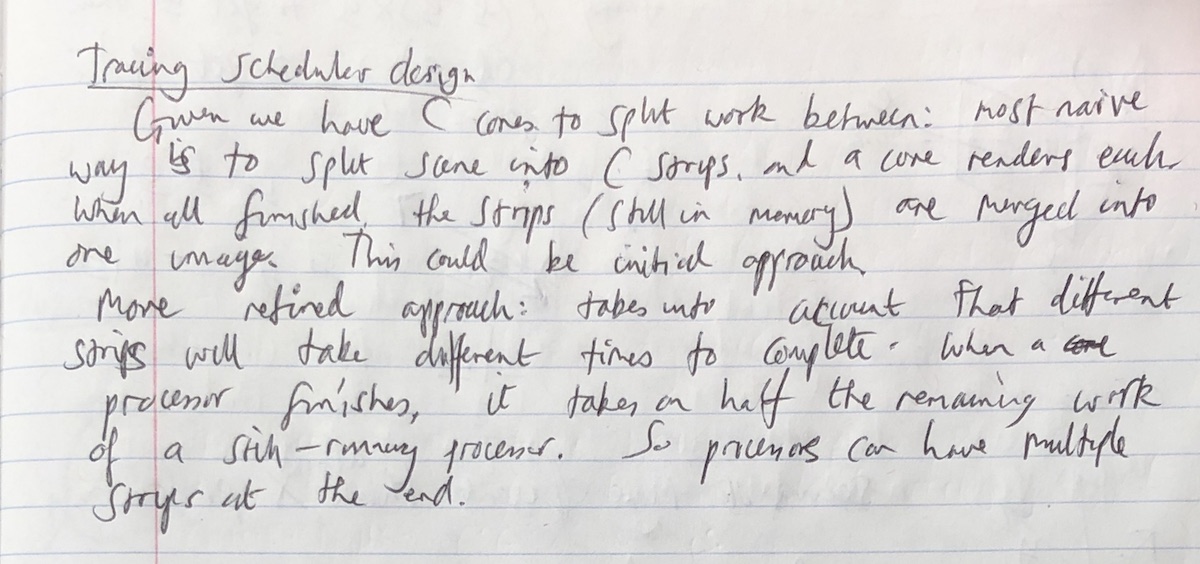 Tracing scheduler design
Given we have C cores to split work between: most naive
way is to split scene into C strips, and a core renders each.
When all finished, the strips (still in memory) are merged into
one image. This could be initial approach.
More refined approach: takes into account that different
strips will take different times to complete. When a core
processor finishes, it takes on half the remaining work
of a still-running processor. So processors can have multiple
strips at the end.